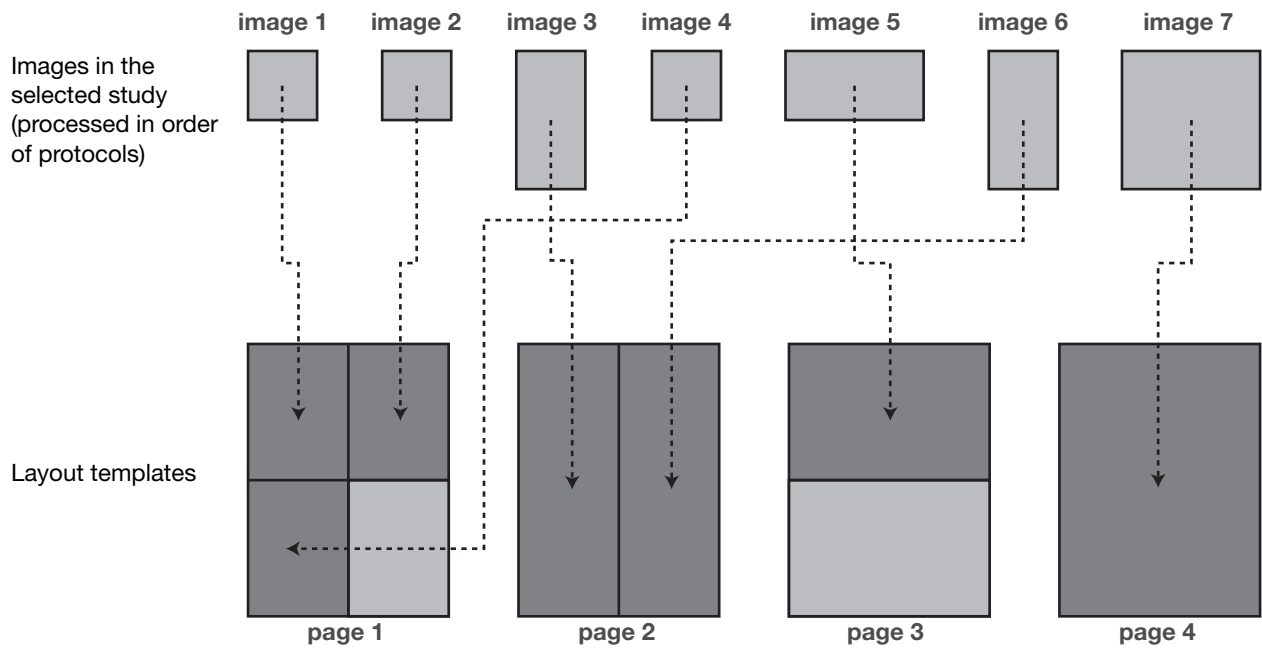 image 1
image 2
image 3
image 4
image 5
image 6
image 7
Images in the
selected study
(processed in order
of protocols)
Layout templates
page 1
page 2
page 3
page 4